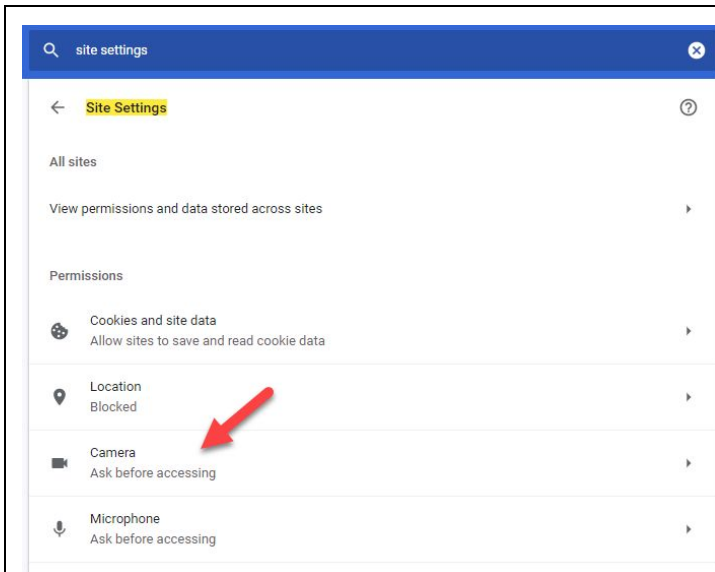 site settings
Site Settings
All sites
View permissions and data stored across sites
Permissions
Cookies and site data
Allow sites to save and read cookie data
Location
Blocked
Camera
Ask before accessing
Microphone
Ask before accessing